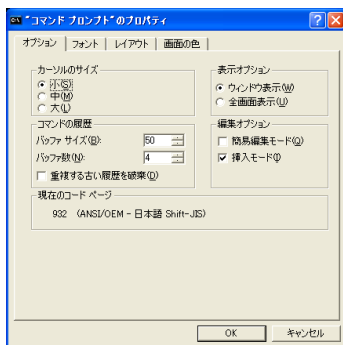 "コマンド プロンプト"のプロパティ
オプション フォント レイアウト 画面の色
カーソルのサイズ 表示オプション
小(S) ウィンドウ表示(W)
中(M) 全画面表示(U)
大(L)
コマンドの履歴 編集オプション
バッファ サイズ(B): 50 簡易編集モード(Q)
バッファ数(N): 4 挿入モード(I)
重複する古い履歴を破棄(D)
現在のコード ページ
932 (ANSI/OEM - 日本語 Shift-JIS)
OK キャンセル